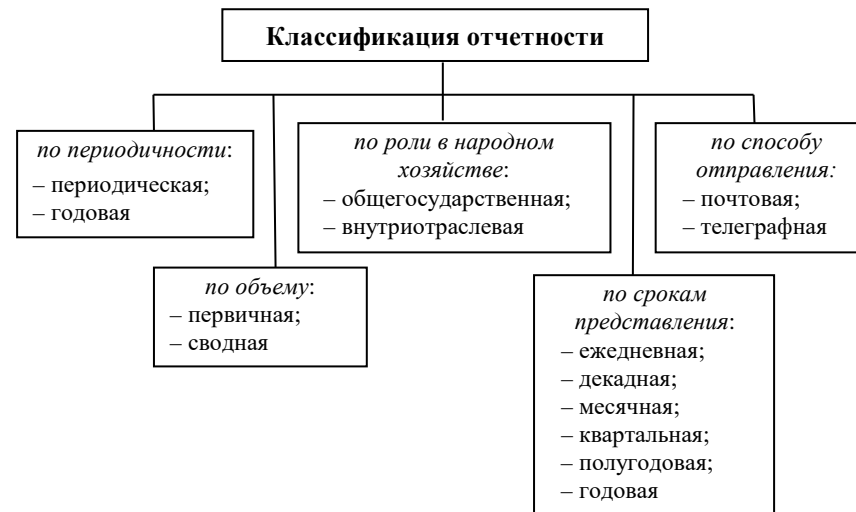 Классификация отчетности
по периодичности:
– периодическая;
– годовая
по роли в народном
хозяйстве:
– общегосударственная;
– внутриотраслевая
по способу
отправления:
– почтовая;
– телеграфная
по объему:
– первичная;
– сводная
по срокам
представления:
– ежедневная;
– декадная;
– месячная;
– квартальная;
– полугодовая;
– годовая